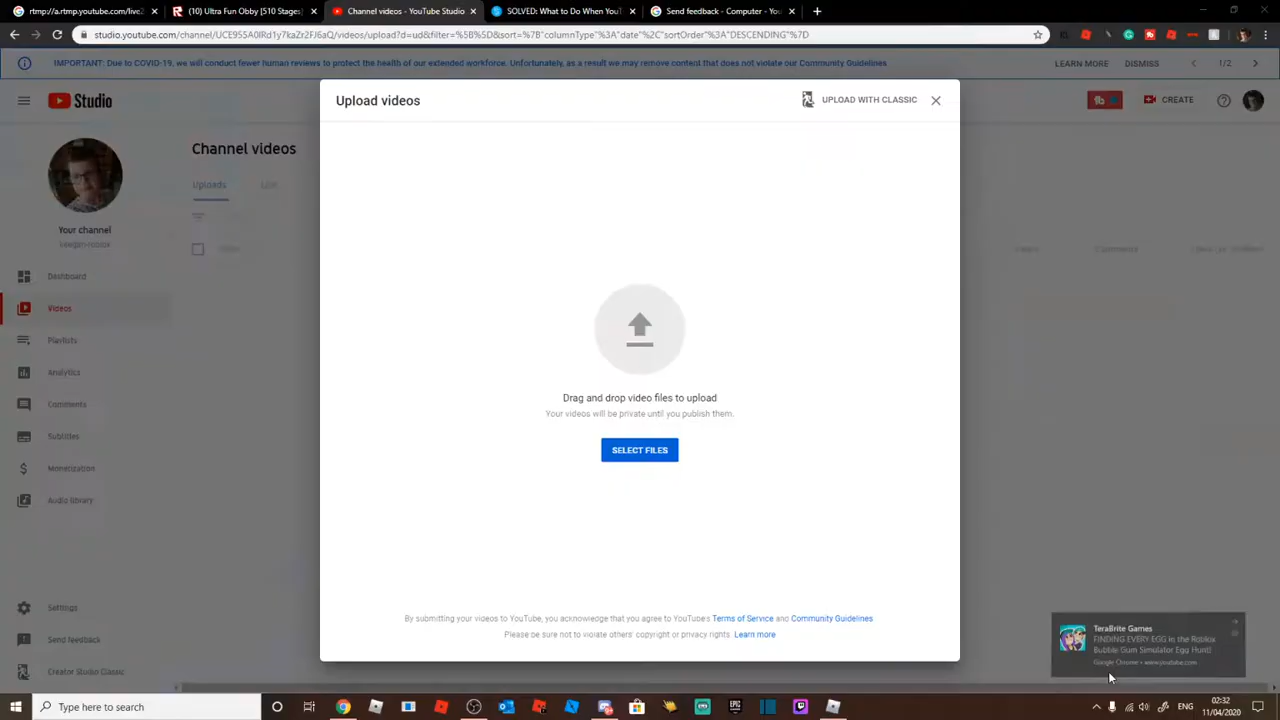 rtmp://a.rtmp.youtube.com/live2
(10) Ultra Fun Obby [510 Stages]
Channel videos - YouTube Studio
SOLVED: What to Do When You
Send feedback - Computer - You
studio.youtube.com/channel/UCE955A0IRd1y7kaZr2FJ6aQ/videos/upload?d=ud&filter=%5B%5D&sort=%7B"columnType"%3A"date"%2C"sortOrder"%3A"DESCENDING"%7D
IMPORTANT: Due to COVID-19, we will conduct fewer human reviews to protect the health of our extended workforce. Unfortunately, as a result we may remove content that does not violate our Community Guidelines
LEARN MORE
DISMISS
1/2
Studio
Upload videos
UPLOAD WITH CLASSIC
CREATE
Channel videos
Uploads
Live
Your channel
Dashboard
Videos
Playlists
Analytics
Comments
Subtitles
Monetization
Audio library
Drag and drop video files to upload
Your videos will be private until you publish them.
SELECT FILES
By submitting your videos to YouTube, you acknowledge that you agree to YouTube's Terms of Service and Community Guidelines
Please be sure not to violate others' copyright or privacy rights. Learn more
Settings
Send feedback
Creator Studio Classic
TeraBrite Games
FINDING EVERY EGG in the Roblox
Bubble Gum Simulator Egg Hunt!
Google Chrome • www.youtube.com
Type here to search
EPIC
02:32
11/04/2020